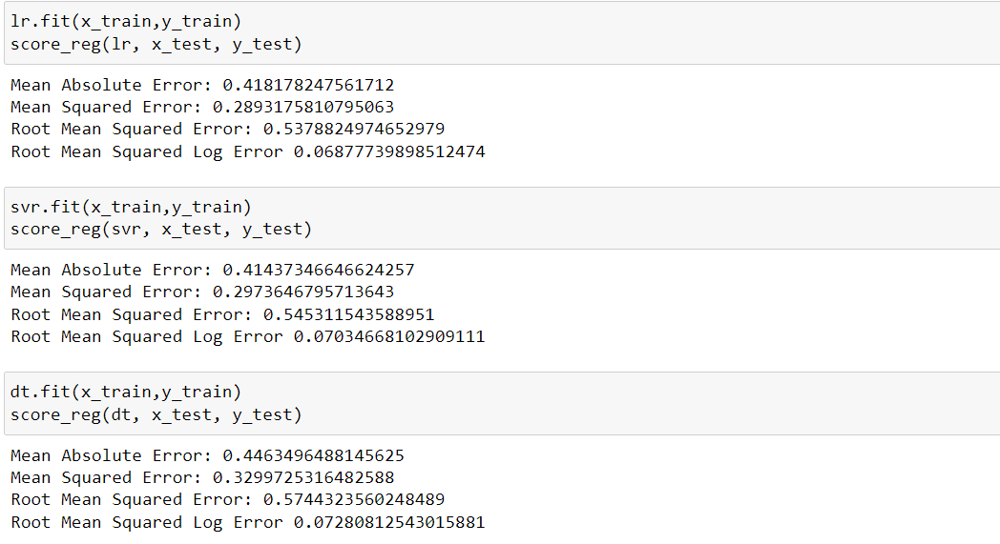 lr.fit(x_train,y_train)
score_reg(lr, x_test, y_test)
Mean Absolute Error: 0.418178247561712
Mean Squared Error: 0.2893175810795063
Root Mean Squared Error: 0.5378824974652979
Root Mean Squared Log Error 0.06877739898512474
svr.fit(x_train,y_train)
score_reg(svr, x_test, y_test)
Mean Absolute Error: 0.41437346646624257
Mean Squared Error: 0.2973646795713643
Root Mean Squared Error: 0.545311543588951
Root Mean Squared Log Error 0.07034668102909111
dt.fit(x_train,y_train)
score_reg(dt, x_test, y_test)
Mean Absolute Error: 0.4463496488145625
Mean Squared Error: 0.3299725316482588
Root Mean Squared Error: 0.5744323560248489
Root Mean Squared Log Error 0.07280812543015881